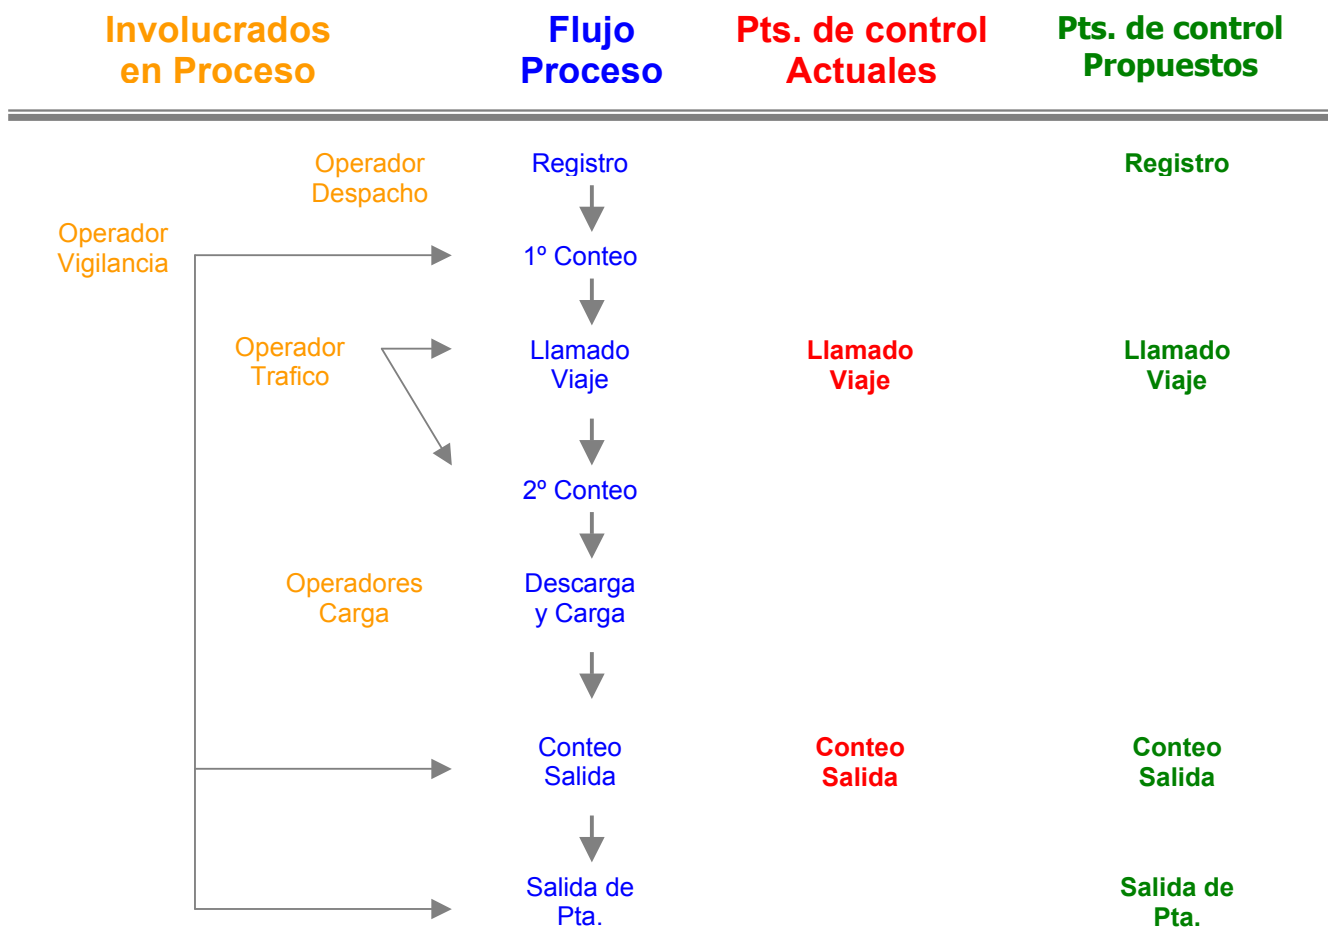 Involucrados
en Proceso
Flujo
Proceso
Pts. de control
Actuales
Pts. de control
Propuestos
Operador
Despacho
Registro
Registro
Operador
Vigilancia
1º Conteo
Operador
Trafico
Llamado
Viaje
Llamado
Viaje
Llamado
Viaje
2º Conteo
Operadores
Carga
Descarga
y Carga
Conteo
Salida
Conteo
Salida
Conteo
Salida
Salida de
Pta.
Salida de
Pta.